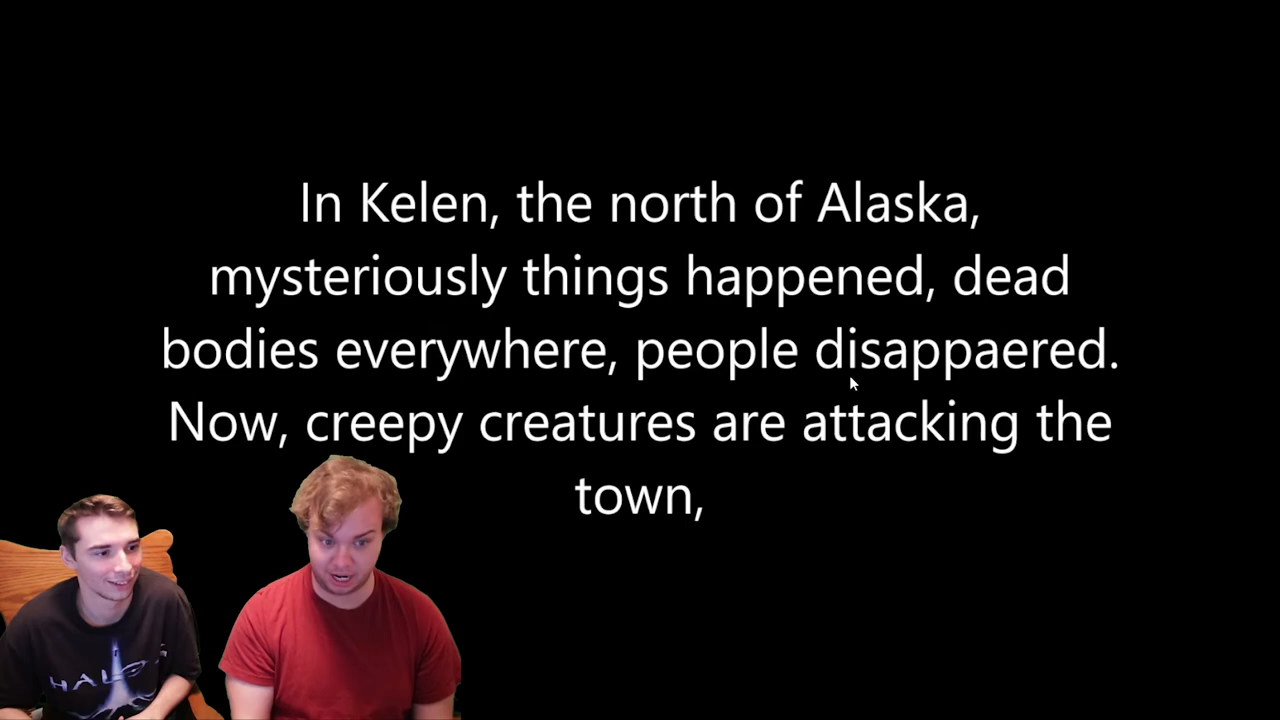 In Kelen, the north of Alaska,
mysteriously things happened, dead
bodies everywhere, people disappaered.
Now, creepy creatures are attacking the
town,
HALO